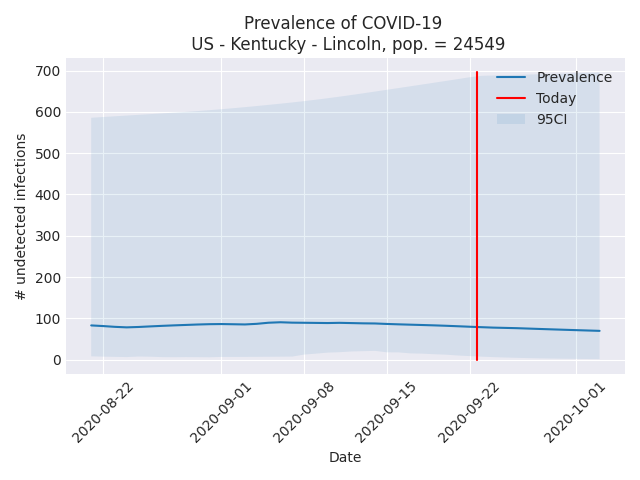 Prevalence of COVID-19
US - Kentucky - Lincoln, pop. = 24549
700
600
500
400
300
200
100
0
# undetected infections
Prevalence
Today
95CI
2020-08-22
2020-09-01
2020-09-08
2020-09-15
2020-09-22
2020-10-01
Date